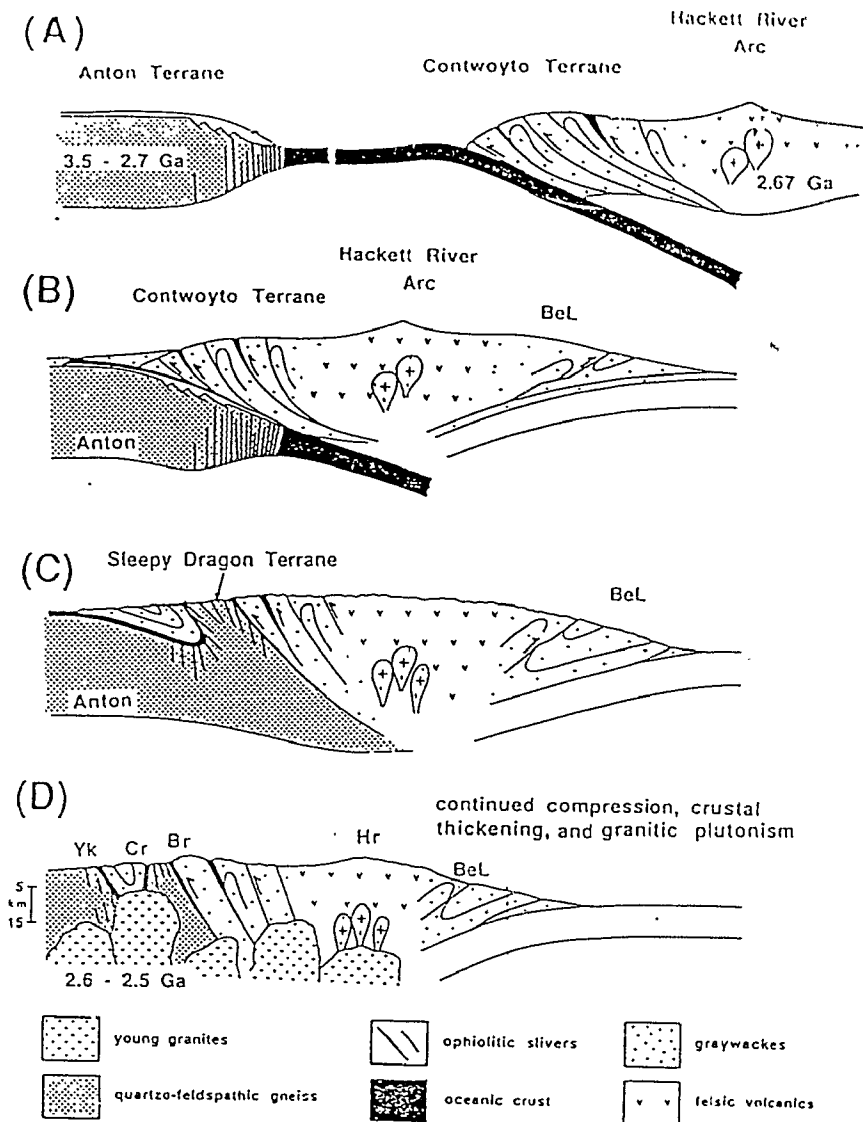 (A)
Hackett River
Arc
Anton Terrane
Contwoyto Terrane
3.5 - 2.7 Ga
2.67 Ga
Hackett River
Arc
(B)
Contwoyto Terrane
BeL
Anton
(C)
Sleepy Dragon Terrane
BeL
Anton
(D)
continued compression, crustal
thickening, and granitic plutonism
Yk Cr Br Hr
BeL
5
km
15
2.6 - 2.5 Ga
young granites
ophiolitic slivers
graywackes
quartzo-feldspathic gneiss
oceanic crust
felsic volcanics